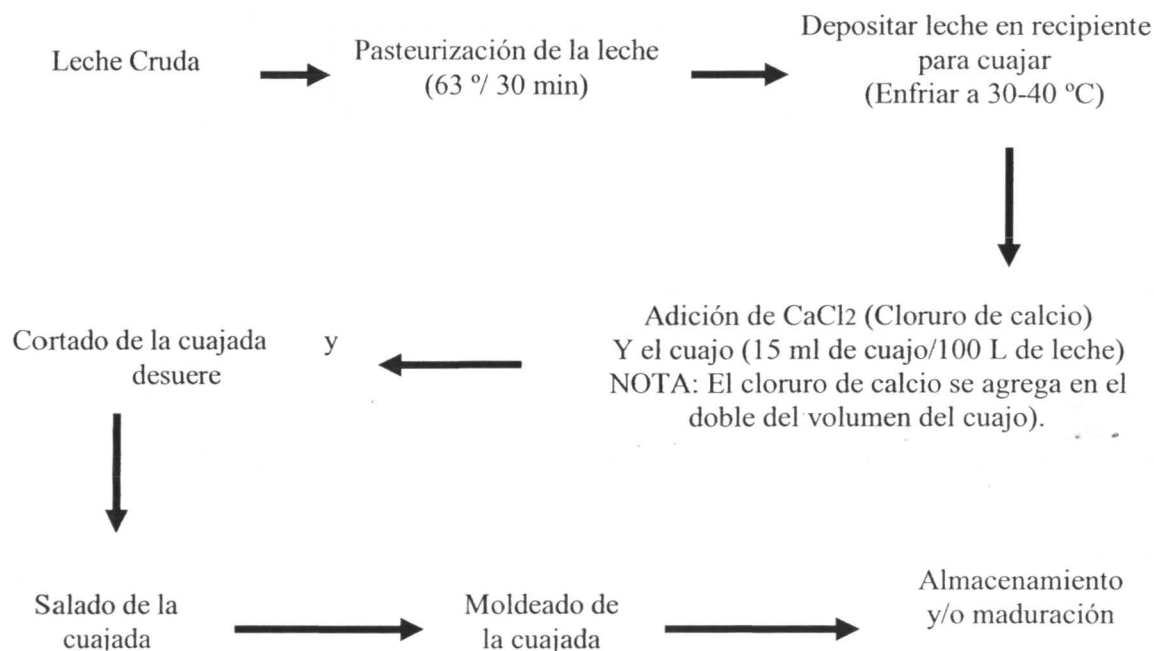 Leche Cruda
Pasteurización de la leche
(63 º/ 30 min)
Depositar leche en recipiente
para cuajar
(Enfriar a 30-40 ºC)
Adición de CaCl2 (Cloruro de calcio)
Y el cuajo (15 ml de cuajo/100 L de leche)
NOTA: El cloruro de calcio se agrega en el
doble del volumen del cuajo).
Cortado de la cuajada y
desuere
Salado de la
cuajada
Moldeado de
la cuajada
Almacenamiento
y/o maduración